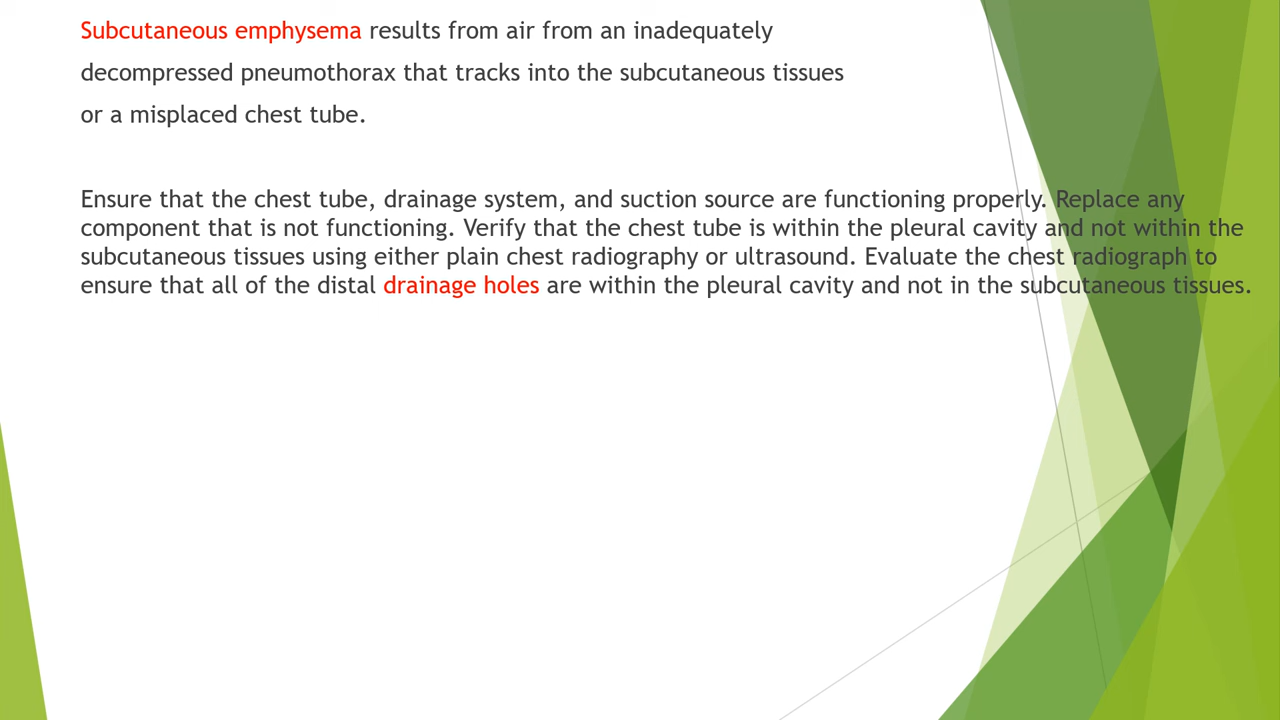 Subcutaneous emphysema results from air from an inadequately
decompressed pneumothorax that tracks into the subcutaneous tissues
or a misplaced chest tube.
Ensure that the chest tube, drainage system, and suction source are functioning properly. Replace any
component that is not functioning. Verify that the chest tube is within the pleural cavity and not within the
subcutaneous tissues using either plain chest radiography or ultrasound. Evaluate the chest radiograph to
ensure that all of the distal drainage holes are within the pleural cavity and not in the subcutaneous tissues.